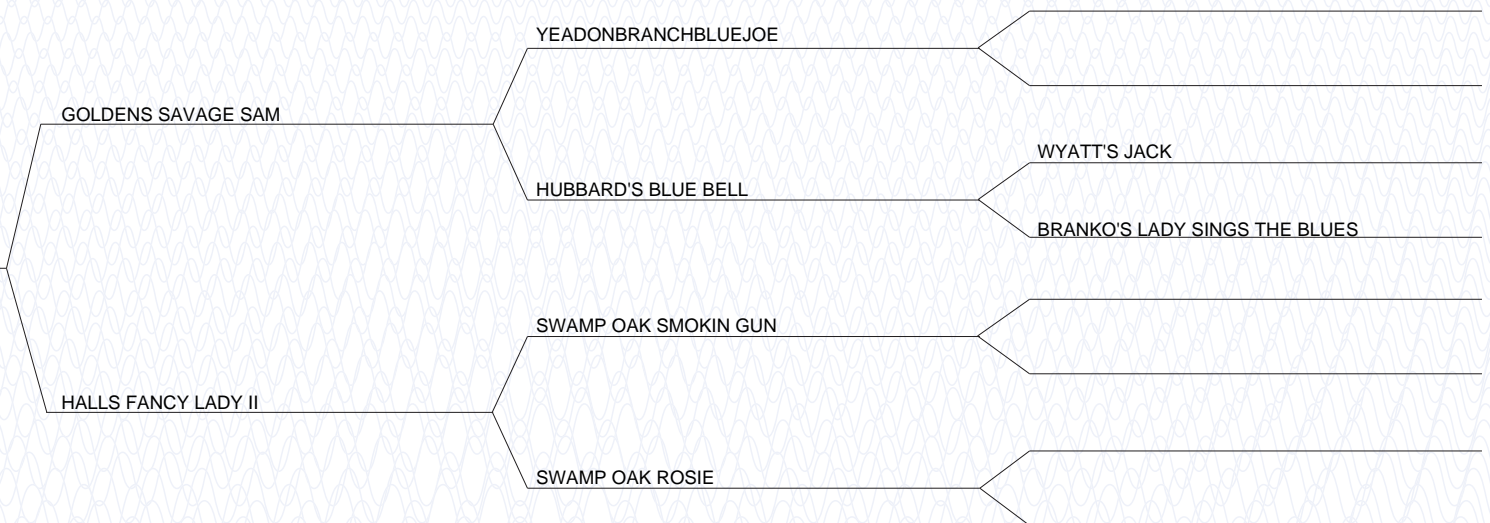 YEADONBRANCHBLUEJOE
GOLDENS SAVAGE SAM
WYATT'S JACK
HUBBARD'S BLUE BELL
BRANKO'S LADY SINGS THE BLUES
SWAMP OAK SMOKIN GUN
HALLS FANCY LADY II
SWAMP OAK ROSIE